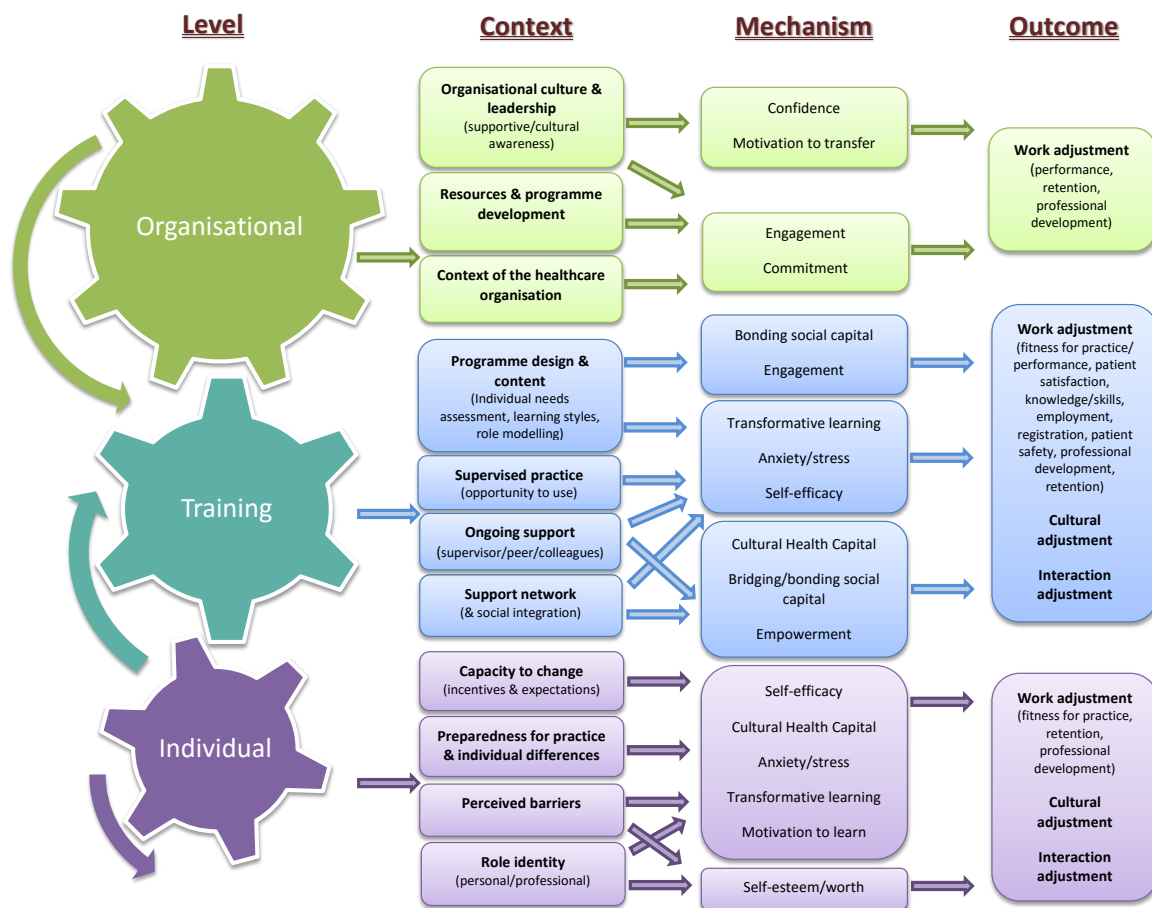 Level
Context
Mechanism
Outcome
Organisational
Organisational culture &
leadership
(supportive/cultural
awareness)
Resources & programme
development
Context of the healthcare
organisation
Confidence
Motivation to transfer
Engagement
Commitment
Work adjustment
(performance,
retention,
professional
development)
Training
Programme design &
content
(Individual needs
assessment, learning styles,
role modelling)
Supervised practice
(opportunity to use)
Ongoing support
(supervisor/peer/colleagues)
Support network
(& social integration)
Bonding social capital
Engagement
Transformative learning
Anxiety/stress
Self-efficacy
Cultural Health Capital
Bridging/bonding social
capital
Empowerment
Work adjustment
(fitness for practice/
performance, patient
satisfaction,
knowledge/skills,
employment,
registration, patient
safety, professional
development,
retention)
Cultural
adjustment
Interaction
adjustment
Individual
Capacity to change
(incentives & expectations)
Preparedness for practice
& individual differences
Perceived barriers
Role identity
(personal/professional)
Self-efficacy
Cultural Health Capital
Anxiety/stress
Transformative learning
Motivation to learn
Self-esteem/worth
Work adjustment
(fitness for practice,
retention,
professional
development)
Cultural
adjustment
Interaction
adjustment